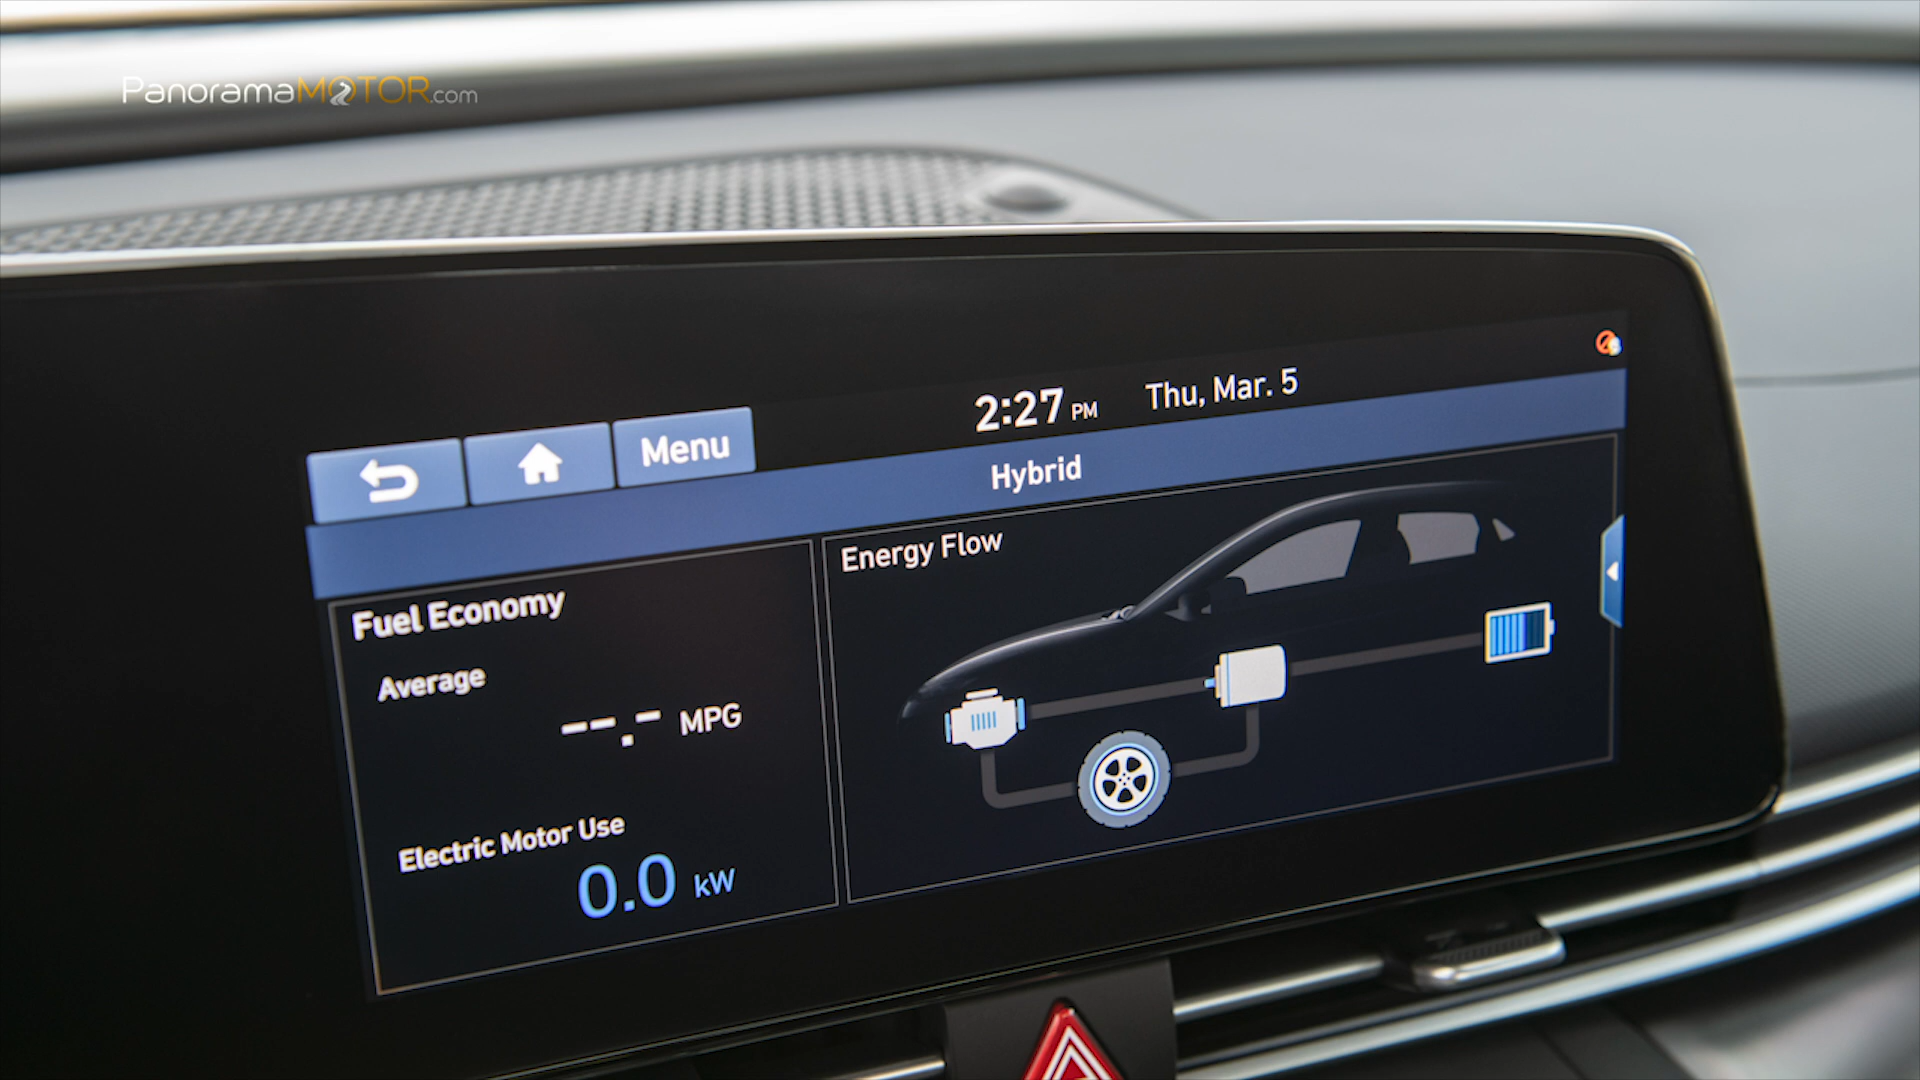 PanoramaMOTOR.com
2:27 PM
Thu, Mar. 5
Menu
Hybrid
Fuel Economy
Average
--.- MPG
Electric Motor Use
0.0 kW
Energy Flow